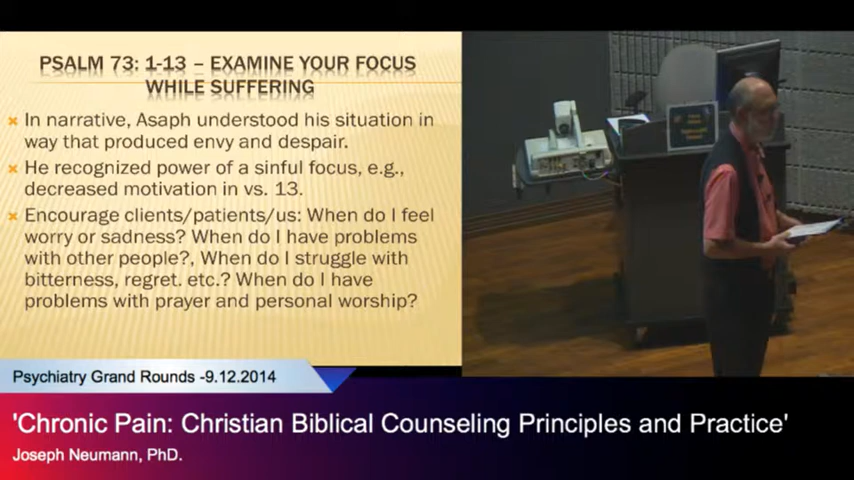 PSALM 73: 1-13 – EXAMINE YOUR FOCUS
WHILE SUFFERING
In narrative, Asaph understood his situation in
way that produced envy and despair.
He recognized power of a sinful focus, e.g.,
decreased motivation in vs. 13.
Encourage clients/patients/us: When do I feel
worry or sadness? When do I have problems
with other people?, When do I struggle with
bitterness, regret. etc.? When do I have
problems with prayer and personal worship?
Psychiatry Grand Rounds -9.12.2014
'Chronic Pain: Christian Biblical Counseling Principles and Practice'
Joseph Neumann, PhD.